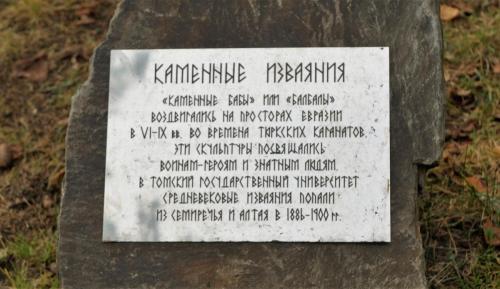 КАМЕННЫЕ ИЗВАЯНИЯ
«КАМЕННЫЕ БАБЫ» ИЛИ «БАЛБАЛЫ»
ВОЗДВИГАЛИСЬ НА ПРОСТОРАХ ЕВРАЗИИ
В VI-IX вв. ВО ВРЕМЕНА ТЮРКСКИХ КАГАНАТОВ.
ЭТИ СКУЛЬПТУРЫ ПОСВЯЩАЛИСЬ
ВОИНАМ-ГЕРОЯМ И ЗНАТНЫМ ЛЮДЯМ.
В ТОМСКИЙ ГОСУДАРСТВЕННЫЙ УНИВЕРСИТЕТ
СРЕДНЕВЕКОВЫЕ ИЗВАЯНИЯ ПОПАЛИ
ИЗ СЕМИРЕЧЬЯ И АЛТАЯ В 1886-1900 гг.